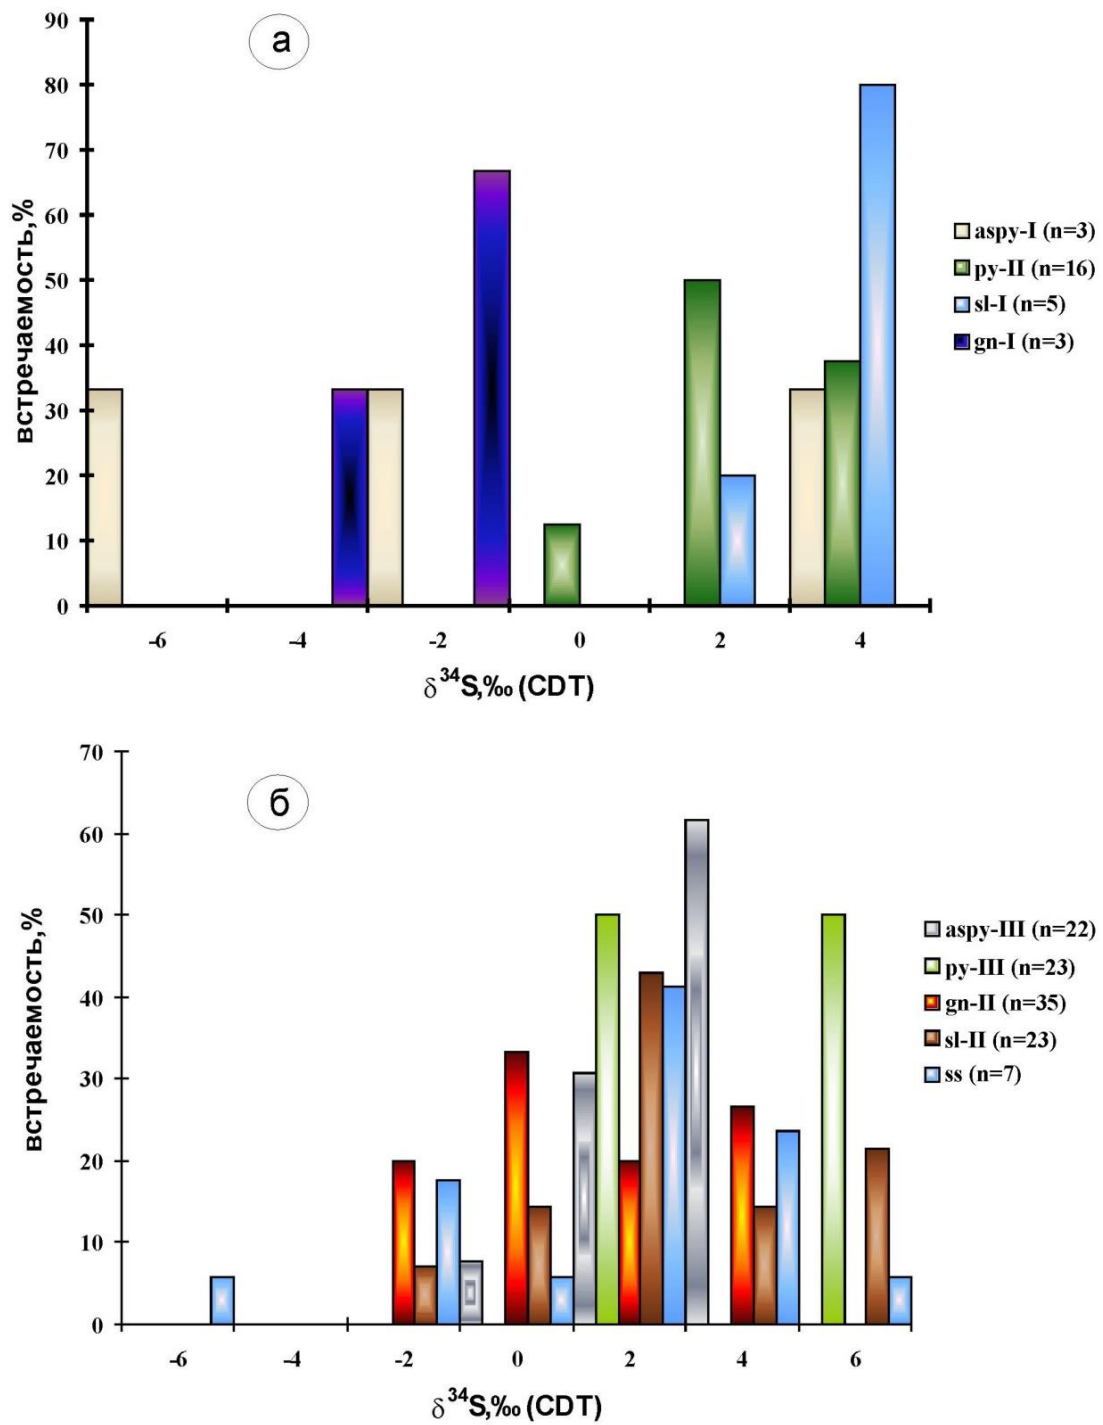 а
90
80
70
60
50
40
30
20
10
0
встречаемость,%
-6 -4 -2 0 2 4
δ³⁴S,‰ (CDT)
aspy-I (n=3)
py-II (n=16)
sl-I (n=5)
gn-I (n=3)
б
70
60
50
40
30
20
10
0
встречаемость,%
-6 -4 -2 0 2 4 6
δ³⁴S,‰ (CDT)
aspy-III (n=22)
py-III (n=23)
gn-II (n=35)
sl-II (n=23)
ss (n=7)